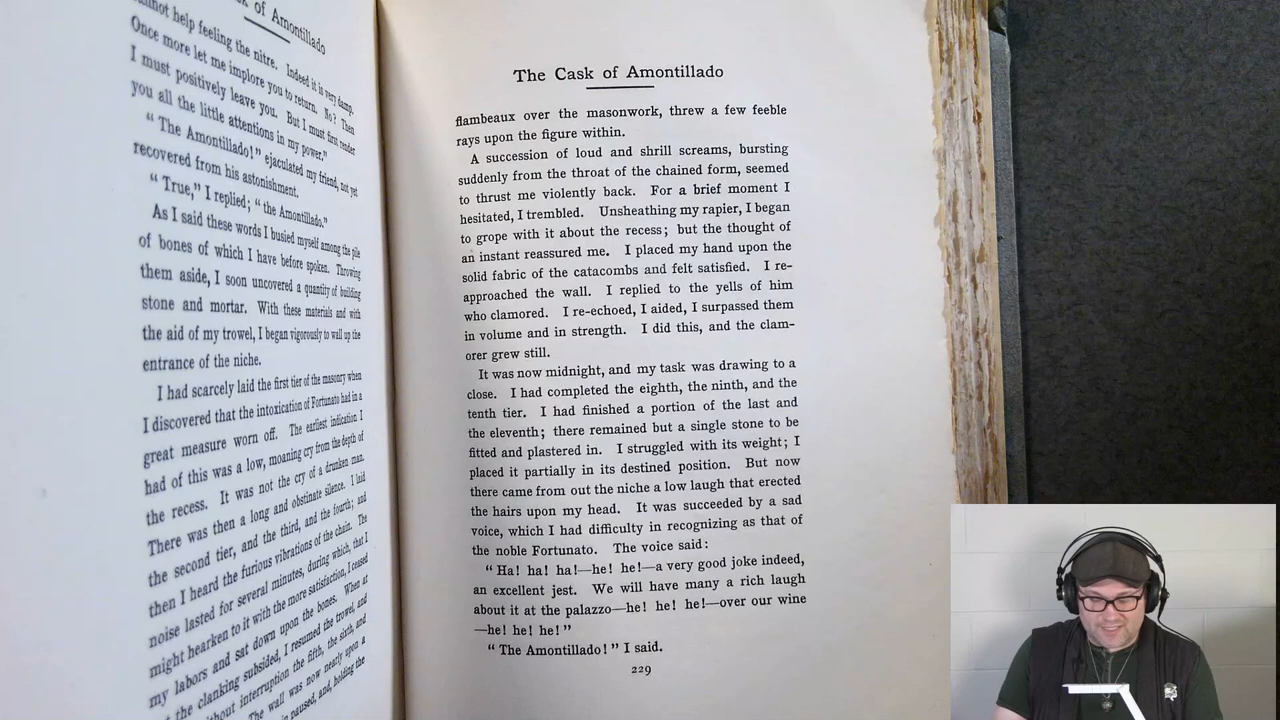 k of Amontillado
annot help feeling the nitre. Indeed it is very damp.
Once more let me implore you to return. No? Then
I must positively leave you. But I must first render
you all the little attentions in my power."
" The Amontillado! " ejaculated my friend, not yet
recovered from his astonishment.
" True," I replied; " the Amontillado."
As I said these words I busied myself among the pile
of bones of which I have before spoken. Throwing
them aside, I soon uncovered a quantity of building
stone and mortar. With these materials and with
the aid of my trowel, I began vigorously to wall up the
entrance of the niche.
I had scarcely laid the first tier of the masonry when
I discovered that the intoxication of Fortunato had in a
great measure worn off. The earliest indication I
had of this was a low, moaning cry from the depth of
the recess. It was not the cry of a drunken man.
There was then a long and obstinate silence. I laid
the second tier, and the third, and the fourth; and
then I heard the furious vibrations of the chain. The
noise lasted for several minutes, during which, that I
might hearken to it with the more satisfaction, I ceased
my labors and sat down upon the bones. When at
the clanking subsided, I resumed the trowel, and
without interruption the fifth, the sixth, and
The wall was now nearly upon a
paused, and, holding the
The Cask of Amontillado
flambeaux over the masonwork, threw a few feeble
rays upon the figure within.
A succession of loud and shrill screams, bursting
suddenly from the throat of the chained form, seemed
to thrust me violently back. For a brief moment I
hesitated, I trembled. Unsheathing my rapier, I began
to grope with it about the recess; but the thought of
an instant reassured me. I placed my hand upon the
solid fabric of the catacombs and felt satisfied. I re-
approached the wall. I replied to the yells of him
who clamored. I re-echoed, I aided, I surpassed them
in volume and in strength. I did this, and the clam-
orer grew still.
It was now midnight, and my task was drawing to a
close. I had completed the eighth, the ninth, and the
tenth tier. I had finished a portion of the last and
the eleventh; there remained but a single stone to be
fitted and plastered in. I struggled with its weight; I
placed it partially in its destined position. But now
there came from out the niche a low laugh that erected
the hairs upon my head. It was succeeded by a sad
voice, which I had difficulty in recognizing as that of
the noble Fortunato. The voice said:
" Ha! ha! ha!—he! he!—a very good joke indeed,
an excellent jest. We will have many a rich laugh
about it at the palazzo—he! he! he!—over our wine
—he! he! he! "
" The Amontillado! " I said.
229